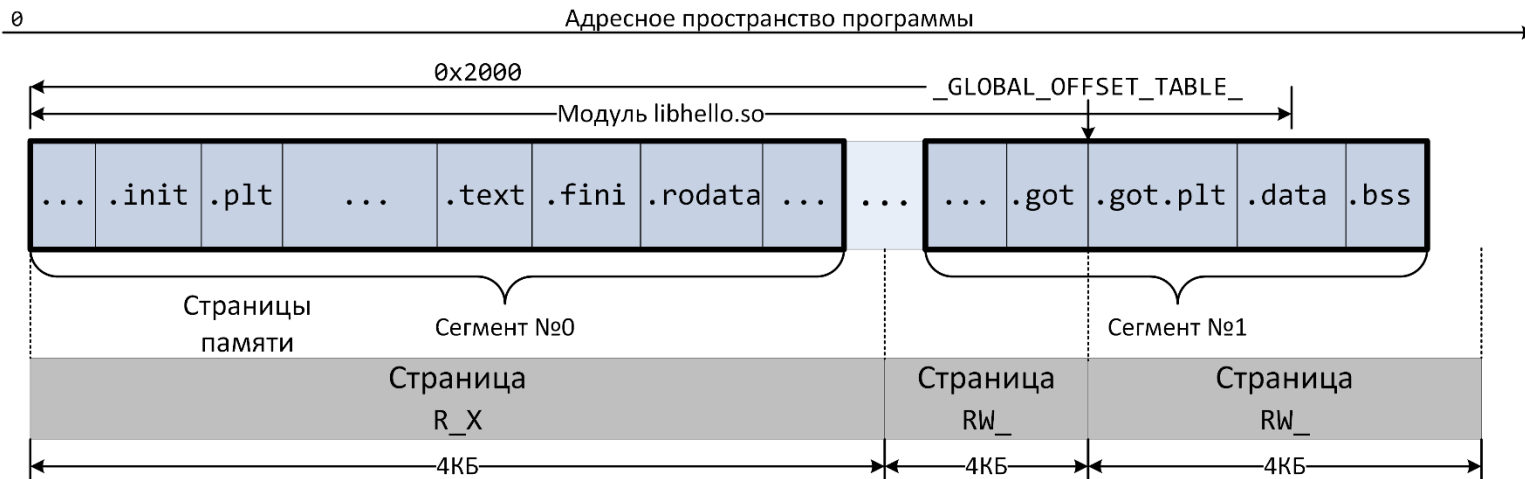 0
Адресное пространство программы
0x2000
_GLOBAL_OFFSET_TABLE_
Модуль libhello.so
... .init .plt ... .text .fini .rodata ... ... ... .got .got.plt .data .bss
Страницы
памяти
Сегмент №0
Сегмент №1
Страница
R_X
Страница
RW_
Страница
RW_
4КБ
4КБ
4КБ